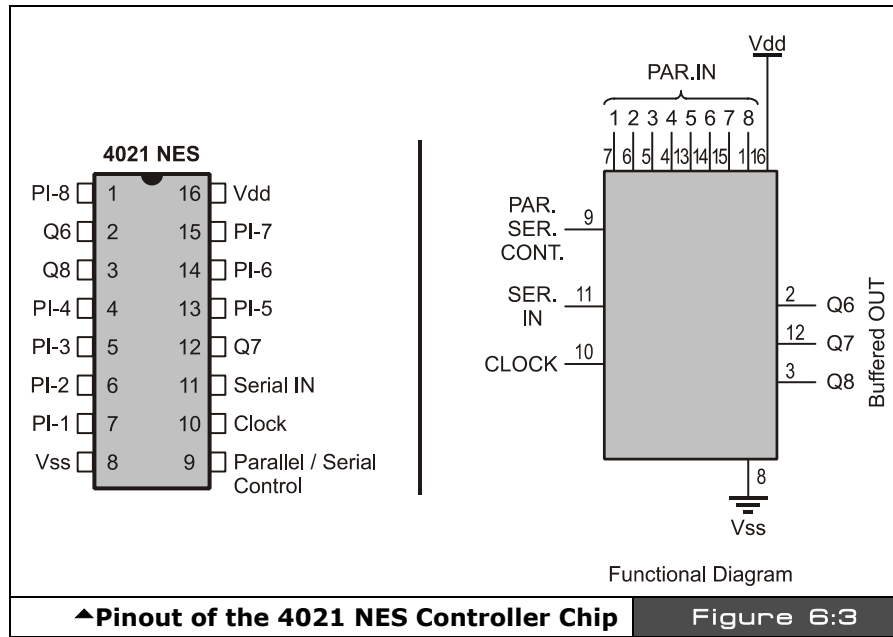 4021 NES
PI-8 1 16 Vdd
Q6 2 15 PI-7
Q8 3 14 PI-6
PI-4 4 13 PI-5
PI-3 5 12 Q7
PI-2 6 11 Serial IN
PI-1 7 10 Clock
Vss 8 9 Parallel / Serial
Control
Vdd
PAR.IN
1 2 3 4 5 6 7 8
7 6 5 4 13 14 15 1 16
PAR.
SER.
CONT.
9
SER.
IN
11
CLOCK 10
2 Q6
12 Q7
3 Q8
Buffered OUT
8
Vss
Functional Diagram
Pinout of the 4021 NES Controller Chip
Figure 6:3